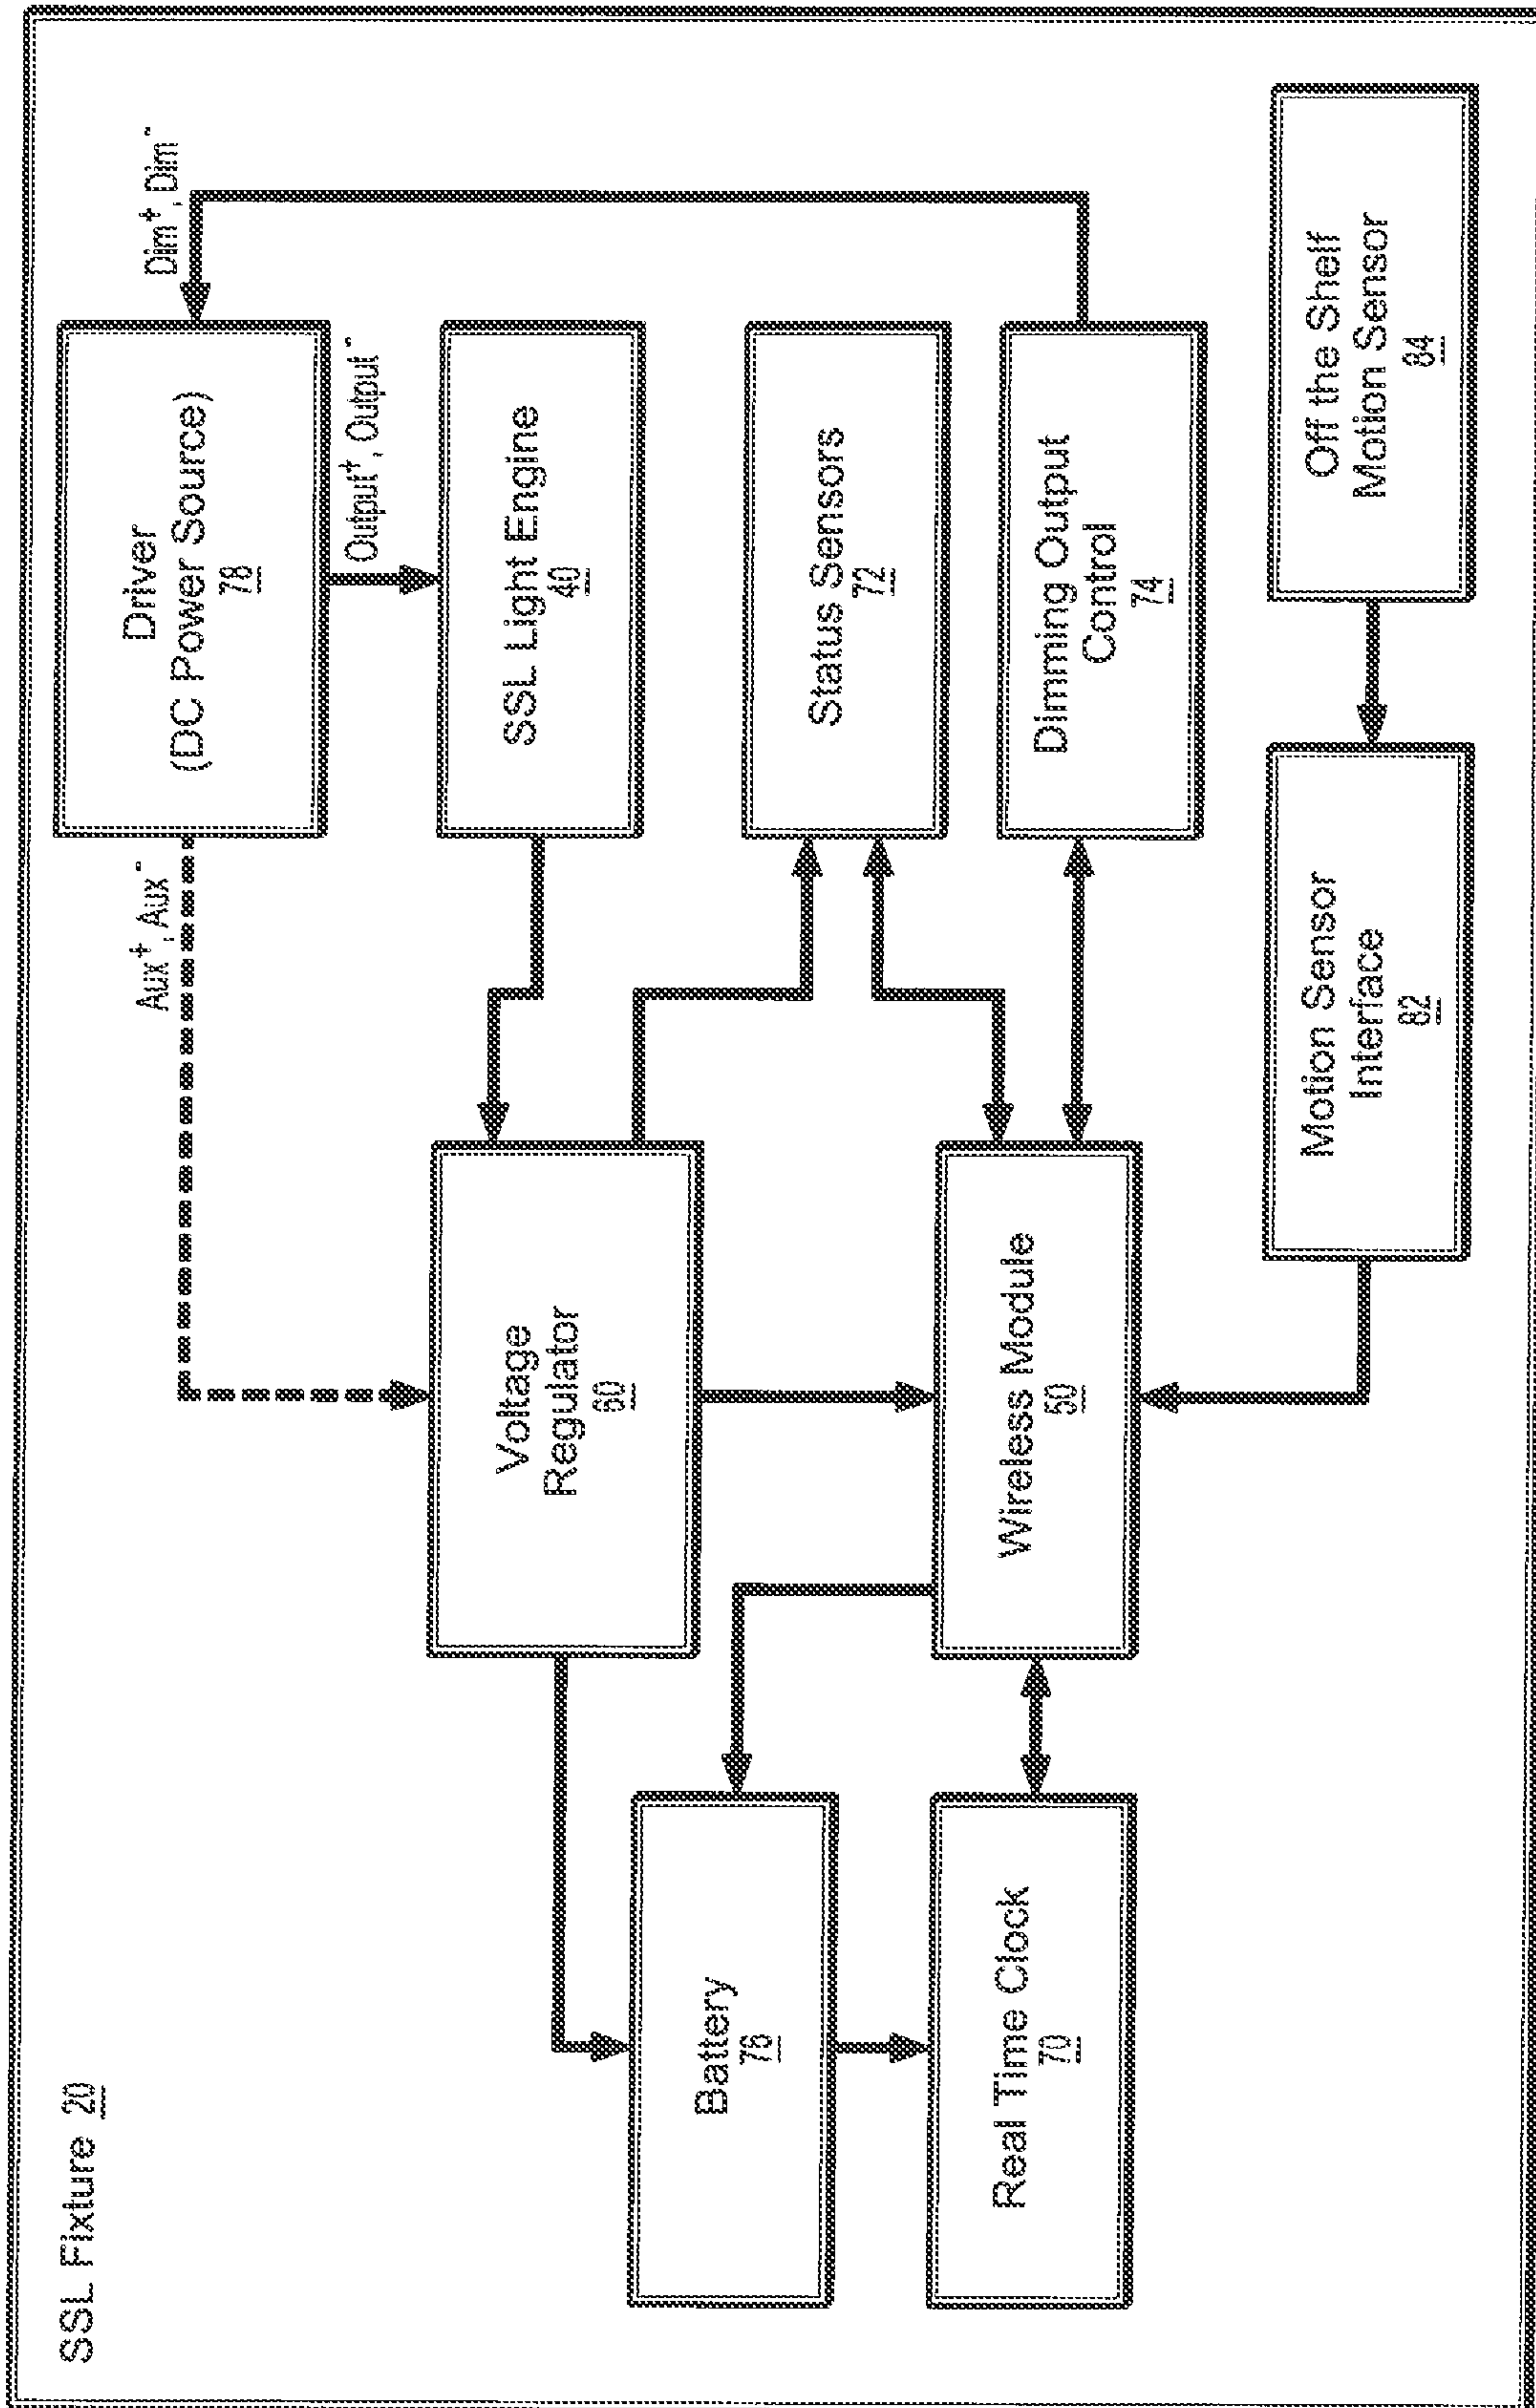 SSL Fixture 20
Aux+, Aux-
Driver
(DC Power Source)
78
Dim+, Dim-
Output+, Output-
SSL Light Engine
40
Voltage
Regulator
60
Battery
76
Status Sensors
72
Real Time Clock
70
Wireless Module
50
Dimming Output
Control
74
Motion Sensor
Interface
82
Off the Shelf
Motion Sensor
84